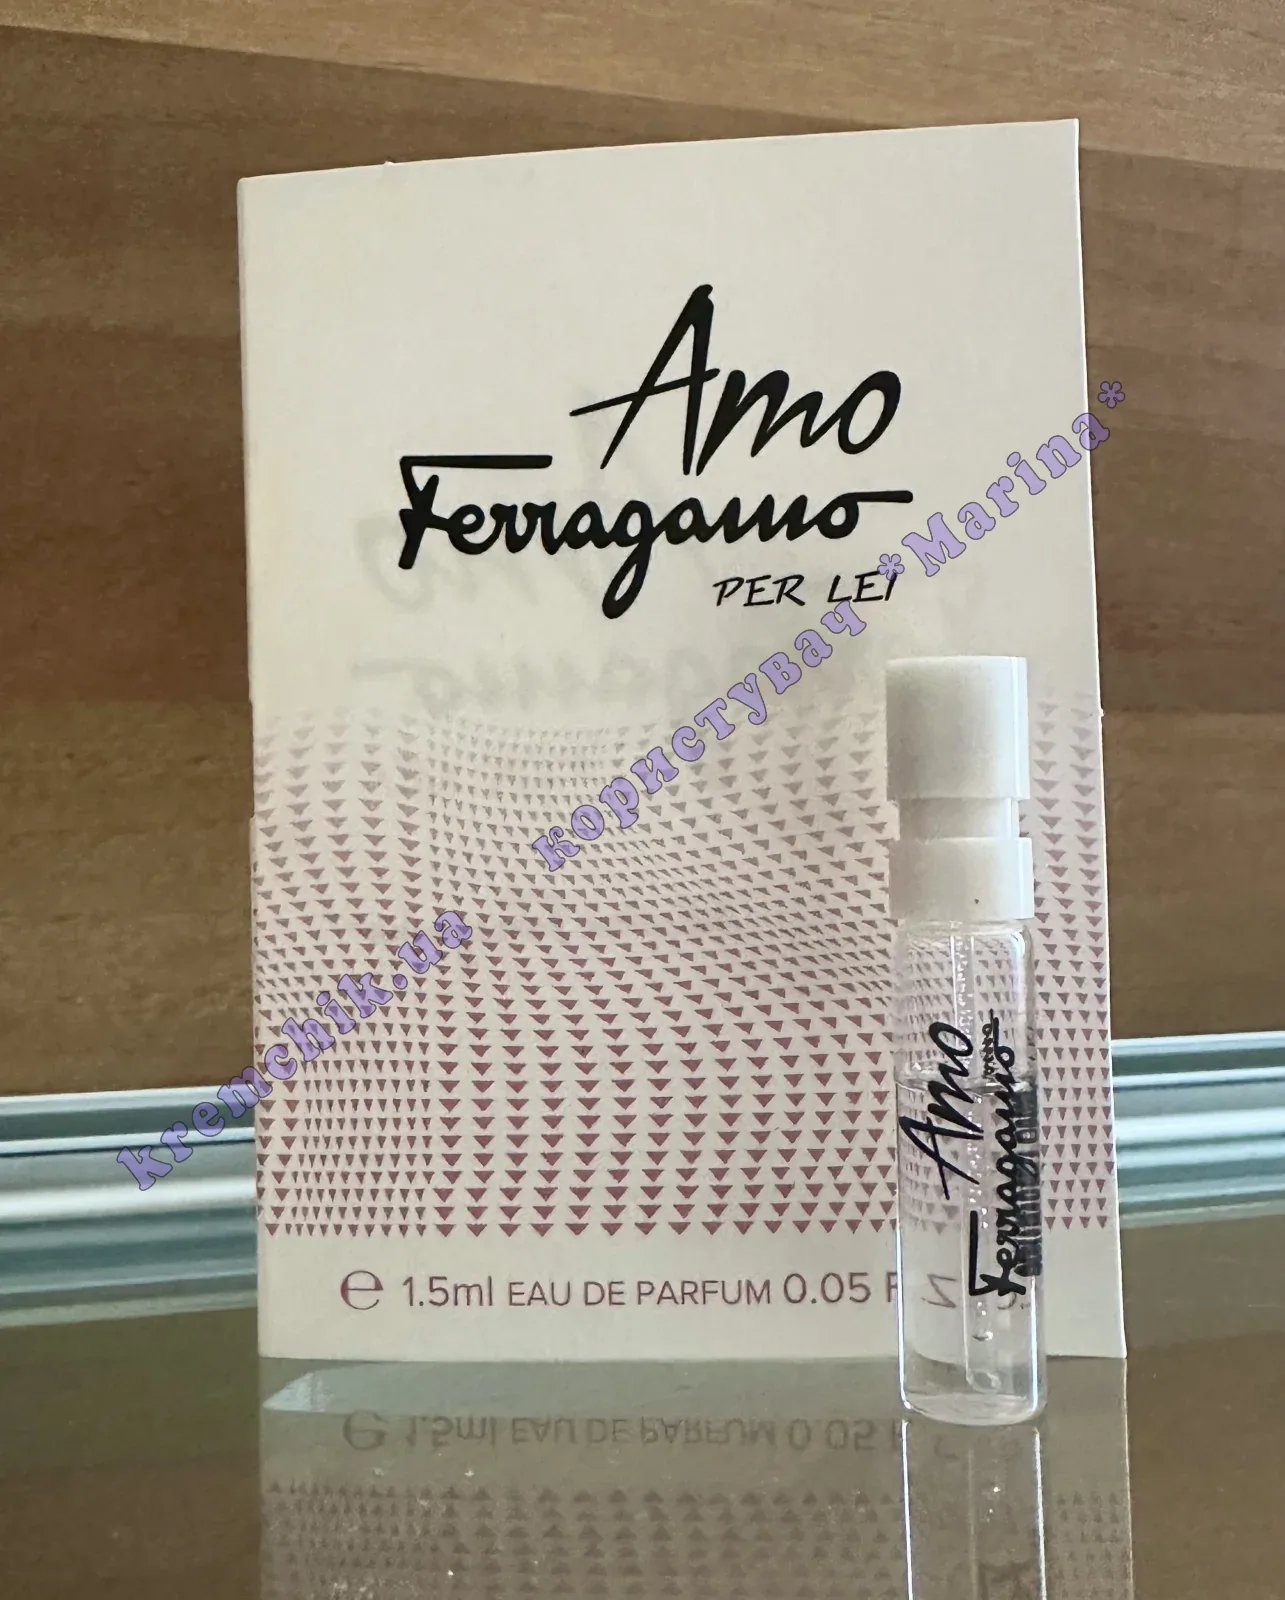 Amo
Ferragamo
PER LEI
kremchik.ua користувач *Marina*
Amo
Ferragamo
e 1.5ml EAU DE PARFUM 0.05 F